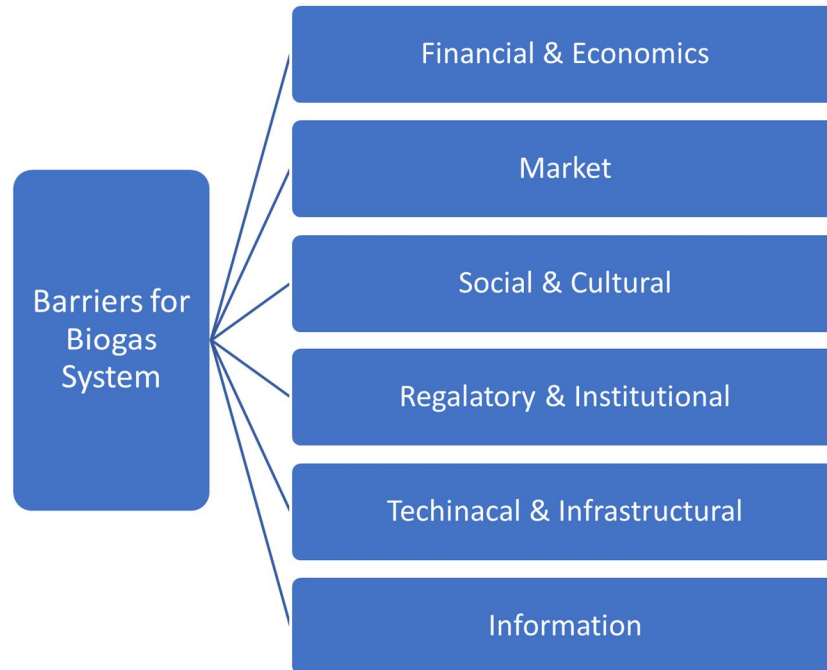 Financial & Economics
Market
Social & Cultural
Barriers for
Biogas
System
Regalatory & Institutional
Techinacal & Infrastructural
Information